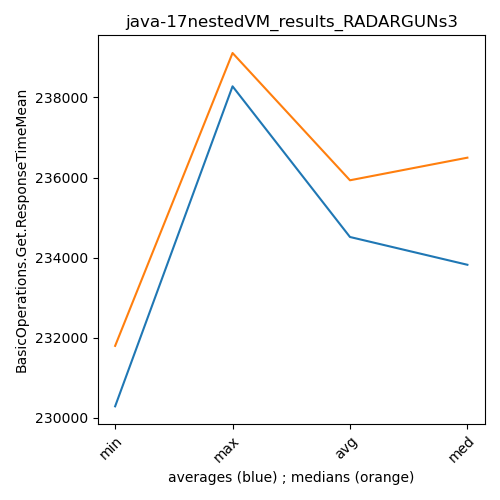 java-17nestedVM_results_RADARGUNs3
BasicOperations.Get.ResponseTimeMean
238000
236000
234000
232000
230000
min
max
avg
med
averages (blue) ; medians (orange)